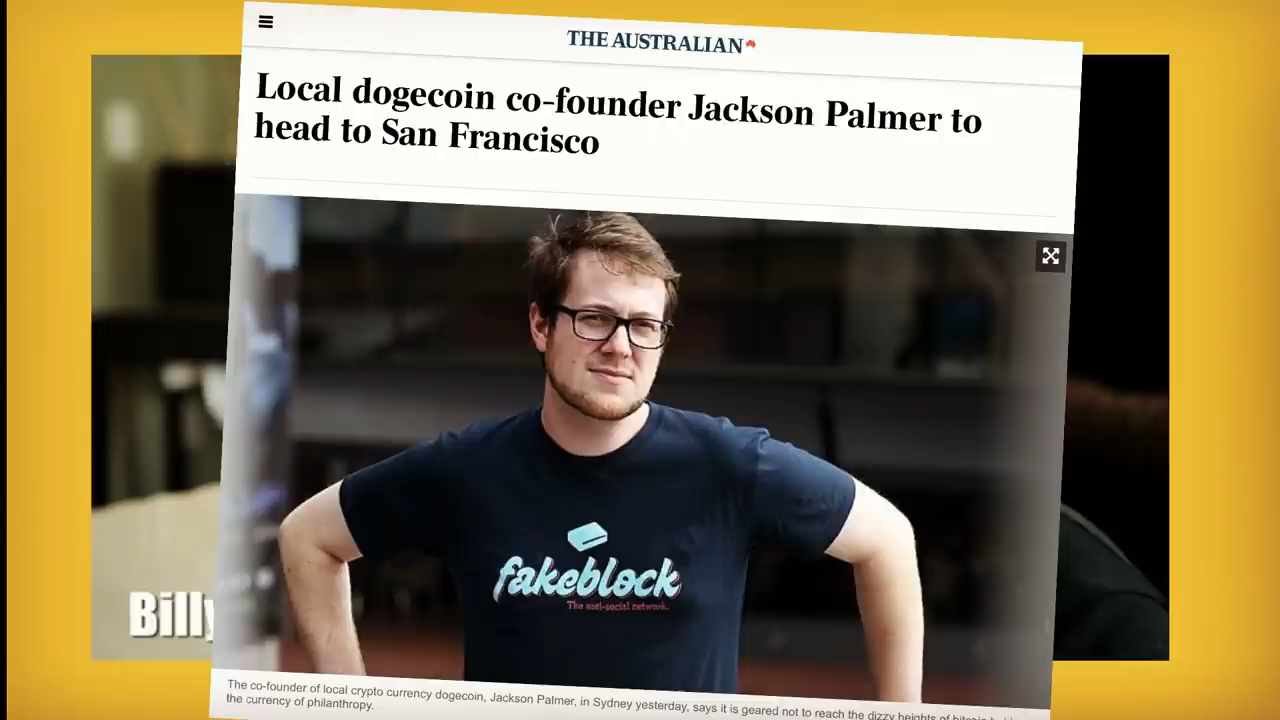 THE AUSTRALIAN
Local dogecoin co-founder Jackson Palmer to
head to San Francisco
fakeblock
The anti-social network.
Billy
The co-founder of local crypto currency dogecoin, Jackson Palmer, in Sydney yesterday, says it is geared not to reach the dizzy heights of bitcoin
the currency of philanthropy.